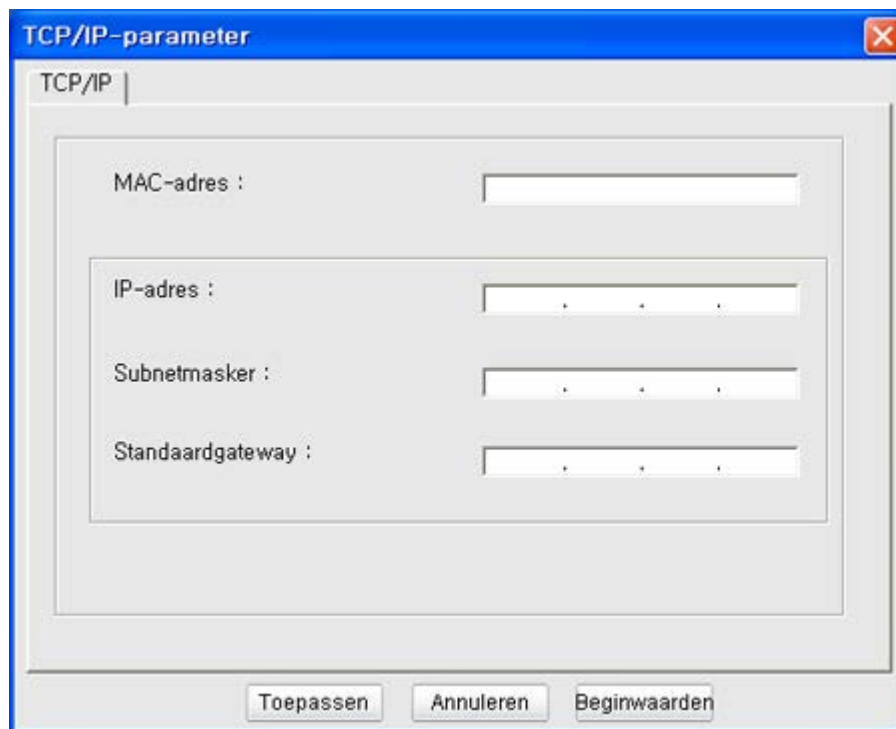 TCP/IP-parameter
TCP/IP
MAC-adres :
IP-adres :
. . .
Subnetmasker :
. . .
Standaardgateway :
. . .
Toepassen Annuleren Beginwaarden